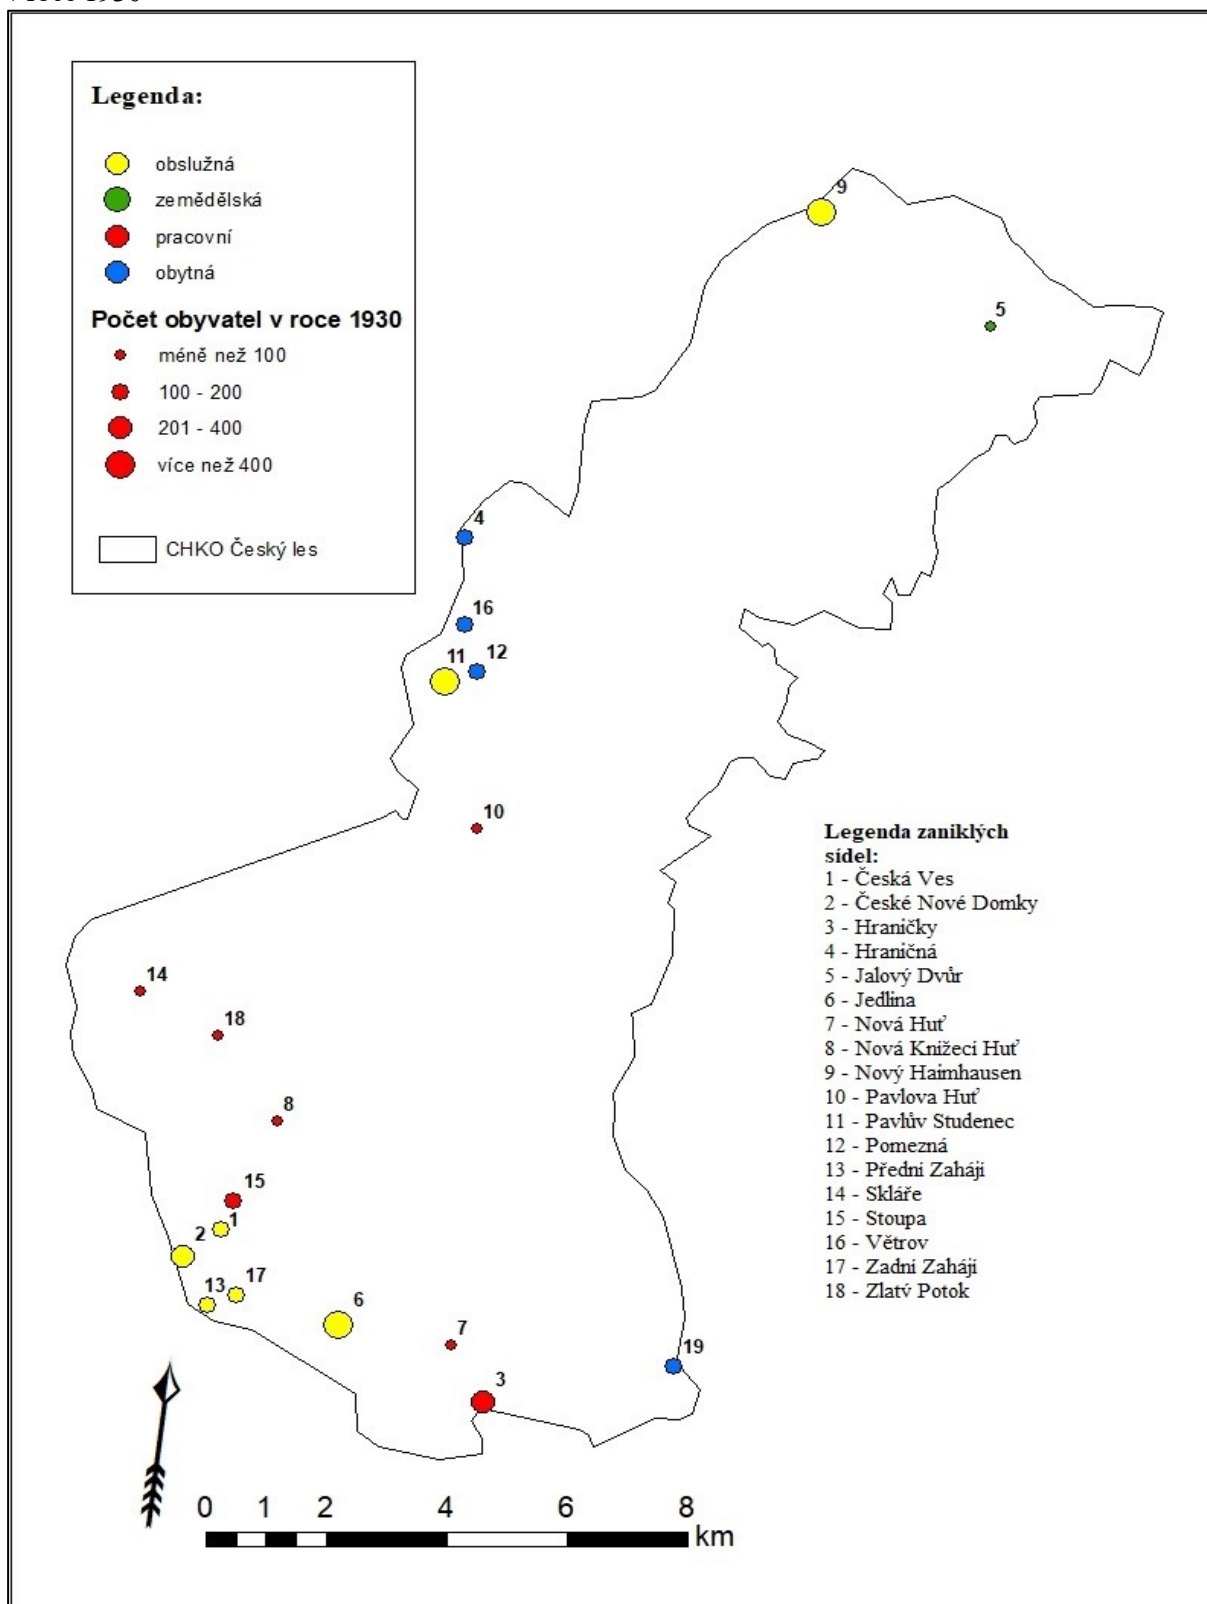 v roce 1930
Legenda:
obslužná
zemědělská
pracovní
obytná
Počet obyvatel v roce 1930
méně než 100
100 - 200
201 - 400
více než 400
CHKO Český les
9
5
4
16
11
12
10
14
18
8
15
1
2
17
13
6
7
3
19
Legenda zaniklých
sídel:
1 - Česká Ves
2 - České Nové Domky
3 - Hraničky
4 - Hraničná
5 - Jalový Dvůr
6 - Jedlina
7 - Nová Huť
8 - Nová Knížecí Huť
9 - Nový Haimhausen
10 - Pavlova Huť
11 - Pavlův Studenec
12 - Pomezná
13 - Přední Zahájí
14 - Skláře
15 - Stoupa
16 - Větrov
17 - Zadní Zahájí
18 - Zlatý Potok
0 1 2 4 6 8
km